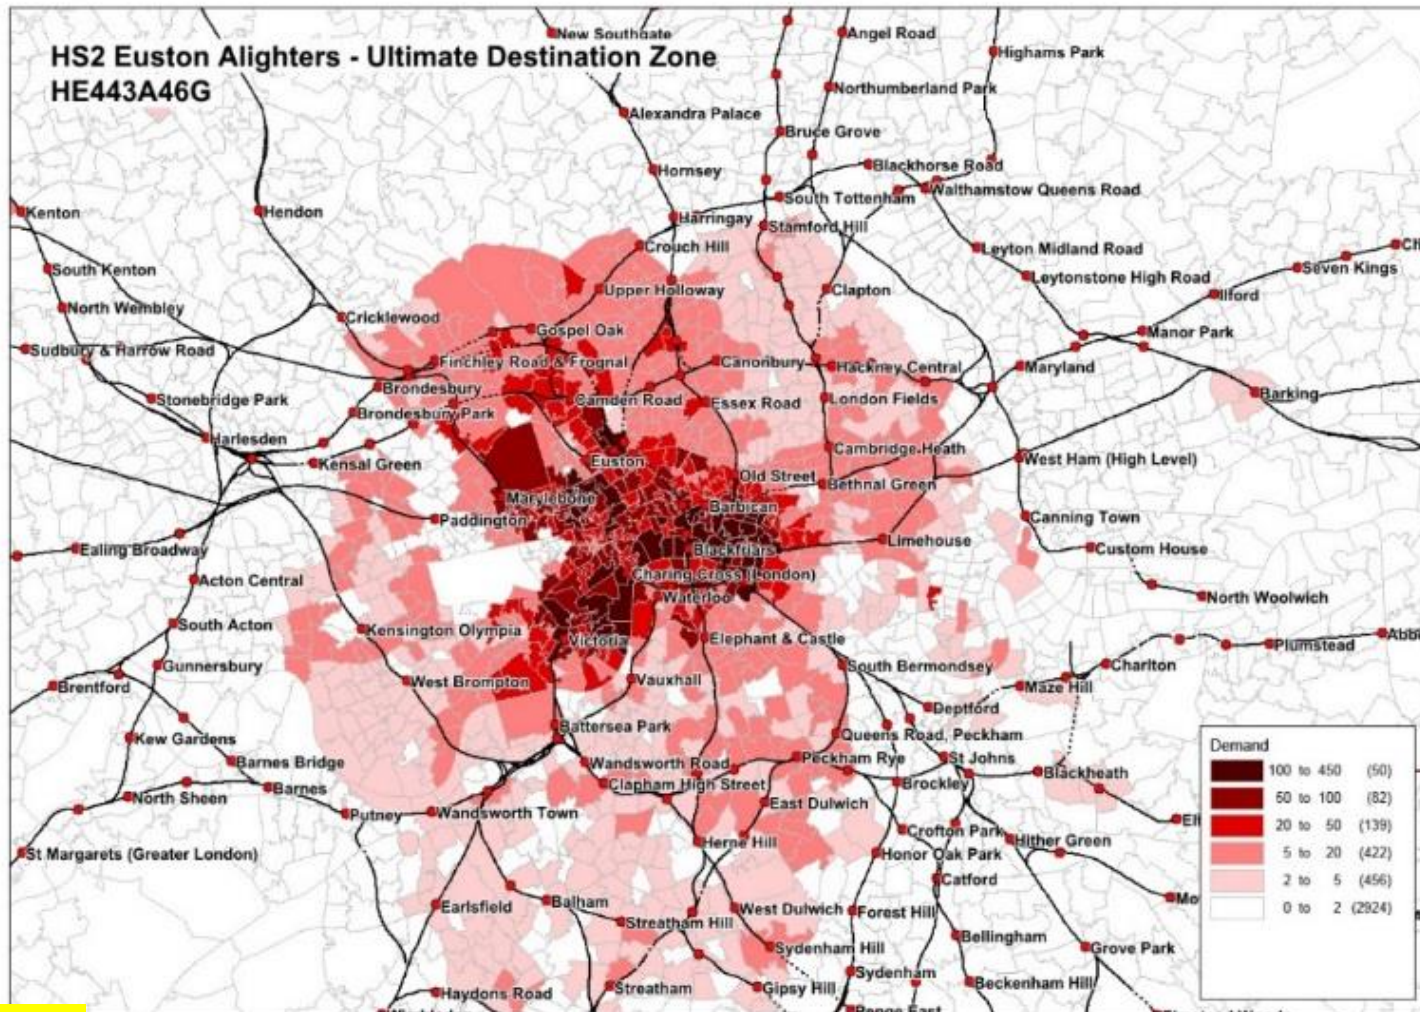 HS2 Euston Alighters - Ultimate Destination Zone
HE443A46G
New Southgate
Angel Road
Highams Park
Northumberland Park
Alexandra Palace
Bruce Grove
Blackhorse Road
Hornsey
Walthamstow Queens Road
South Tottenham
Kenton
Hendon
Harringay
Stamford Hill
Crouch Hill
Leyton Midland Road
South Kenton
Seven Kings
Leytonstone High Road
Upper Holloway
Clapton
Ilford
North Wembley
Cricklewood
Gospel Oak
Manor Park
Sudbury & Harrow Road
Finchley Road & Frognal
Canonbury
Hackney Central
Maryland
Brondesbury
Barking
Stonebridge Park
Camden Road
Essex Road
London Fields
Brondesbury Park
Harlesden
Cambridge Heath
Kensal Green
Euston
West Ham (High Level)
Old Street
Bethnal Green
Marylebone
Barbican
Paddington
Canning Town
Ealing Broadway
Blackfriars
Limehouse
Custom House
Acton Central
Charing Cross (London)
Waterloo
North Woolwich
South Acton
Kensington Olympia
Victoria
Elephant & Castle
Plumstead
Gunnersbury
South Bermondsey
Charlton
Brentford
West Brompton
Vauxhall
Maze Hill
Deptford
Battersea Park
Kew Gardens
Queens Road, Peckham
Barnes Bridge
Wandsworth Road
Peckham Rye
St Johns
Blackheath
North Sheen
Barnes
Clapham High Street
Brockley
Putney
Wandsworth Town
East Dulwich
Crofton Park
Hither Green
St Margarets (Greater London)
Herne Hill
Honor Oak Park
Catford
Earlsfield
Balham
West Dulwich
Forest Hill
Streatham Hill
Bellingham
Sydenham Hill
Grove Park
Sydenham
Beckenham Hill
Haydons Road
Streatham
Gipsy Hill
Penge East
Demand
100 to 450 (50)
50 to 100 (82)
20 to 50 (139)
5 to 20 (422)
2 to 5 (456)
0 to 2 (2924)